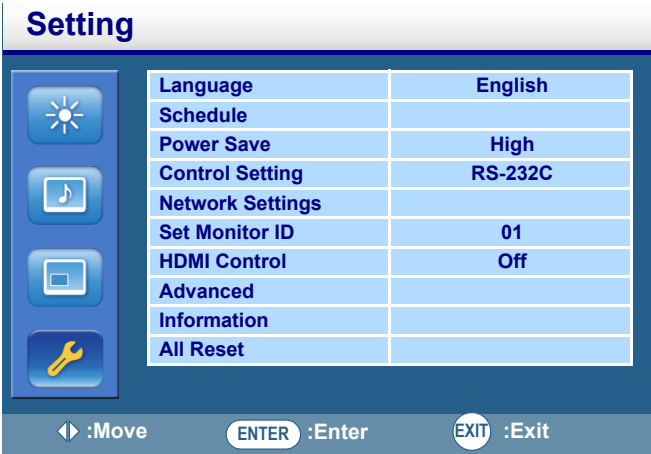 Setting
Language English
Schedule
Power Save High
Control Setting RS-232C
Network Settings
Set Monitor ID 01
HDMI Control Off
Advanced
Information
All Reset
:Move ENTER :Enter EXIT :Exit